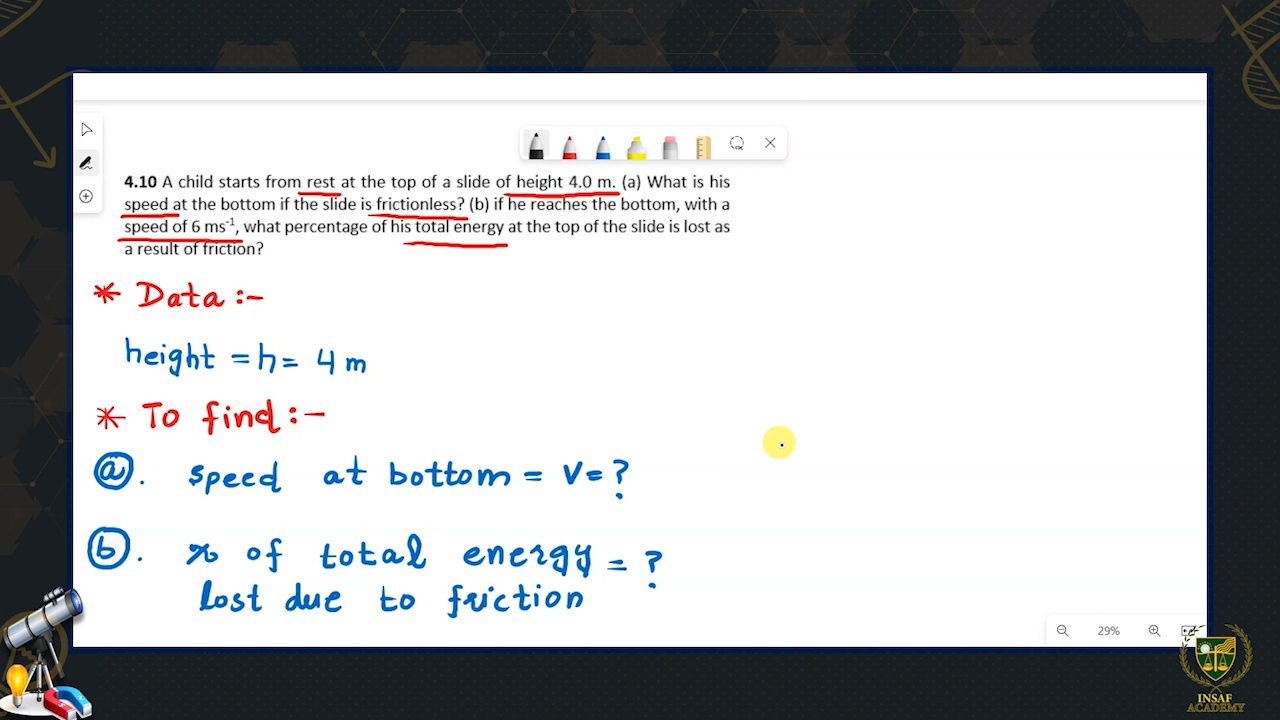 4.10 A child starts from rest at the top of a slide of height 4.0 m. (a) What is his
speed at the bottom if the slide is frictionless? (b) if he reaches the bottom, with a
speed of 6 ms⁻¹, what percentage of his total energy at the top of the slide is lost as
a result of friction?
* Data :-
height = h = 4 m
* To find :-
(a). speed at bottom = v = ?
(b). % of total energy = ?
lost due to friction
29%
INSAF
ACADEMY